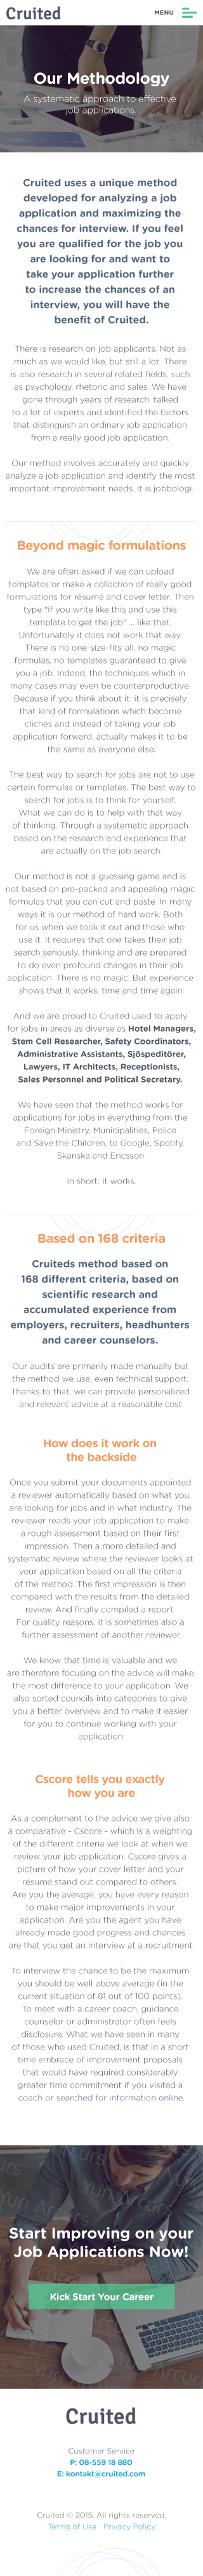 Cruited
MENU
Our Methodology
A systematic approach to effective
job applications.
Cruited uses a unique method
developed for analyzing a job
application and maximizing the
chances for interview. If you feel
you are qualified for the job you
are looking for and want to
take your application further
to increase the chances of an
interview, you will have the
benefit of Cruited.
There is research on job applicants. Not as
much as we would like, but still a lot. There
is also research in several related fields, such
as psychology, rhetoric and sales. We have
gone through years of research, talked
to a lot of experts and identified the factors
that distinguish an ordinary job application
from a really good job application.
Our method involves accurately and quickly
analyze a job application and identify the most
important improvement needs. It is jobbologi.
Beyond magic formulations
We are often asked if we can upload
templates or make a collection of really good
formulations for résumé and cover letter. Then
type "if you write like this and use this
template to get the job" ... like that.
Unfortunately it does not work that way.
There is no one-size-fits-all, no magic
formulas, no templates guaranteed to give
you a job. Indeed, the techniques which in
many cases may even be counterproductive.
Because if you think about it: it is precisely
that kind of formulations which become
clichés and instead of taking your job
application forward, actually makes it to be
the same as everyone else.
The best way to search for jobs are not to use
certain formulas or templates. The best way to
search for jobs is to think for yourself.
What we can do is to help with that way
of thinking. Through a systematic approach
based on the research and experience that
are actually on the job search.
Our method is not a guessing game and is
not based on pre-packed and appealing magic
formulas that you can cut and paste. In many
ways it is our method of hard work. Both
for us when we took it out and those who
use it. It requires that one takes their job
search seriously, thinking and are prepared
to do even profound changes in their job
application. There is no magic. But experience
shows that it works, time and time again.
And we are proud to Cruited used to apply
for jobs in areas as diverse as Hotel Managers,
Stem Cell Researcher, Safety Coordinators,
Administrative Assistants, Sjöspeditörer,
Lawyers, IT Architects, Receptionists,
Sales Personnel and Political Secretary.
We have seen that the method works for
applications for jobs in everything from the
Foreign Ministry, Municipalities, Police
and Save the Children, to Google, Spotify,
Skanska and Ericsson.
In short: It works.
Based on 168 criteria
Cruiteds method based on
168 different criteria, based on
scientific research and
accumulated experience from
employers, recruiters, headhunters
and career counselors.
Our audits are primarily made manually but
the method we use, even technical support.
Thanks to that, we can provide personalized
and relevant advice at a reasonable cost.
How does it work on
the backside
Once you submit your documents appointed
a reviewer automatically based on what you
are looking for jobs and in what industry. The
reviewer reads your job application to make
a rough assessment based on their first
impression. Then a more detailed and
systematic review where the reviewer looks at
your application based on all the criteria
of the method. The first impression is then
compared with the results from the detailed
review. And finally compiled a report.
For quality reasons, it is sometimes also a
further assessment of another reviewer.
We know that time is valuable and we
are therefore focusing on the advice will make
the most difference to your application. We
also sorted councils into categories to give
you a better overview and to make it easier
for you to continue working with your
application.
Cscore tells you exactly
how you are
As a complement to the advice we give also
a comparative - Cscore - which is a weighting
of the different criteria we look at when we
review your job application. Cscore gives a
picture of how your cover letter and your
résumé stand out compared to others.
Are you the average, you have every reason
to make major improvements in your
application. Are you the agent you have
already made good progress and chances
are that you get an interview at a recruitment.
To interview the chance to be the maximum
you should be well above average (in the
current situation of 81 out of 100 points).
To meet with a career coach, guidance
counselor or administrator often feels
disclosure. What we have seen in many
of those who used Cruited, is that in a short
time embrace of improvement proposals
that would have required considerably
greater time commitment if you visited a
coach or searched for information online.
Start Improving on your
Job Applications Now!
Kick Start Your Career
Cruited
Customer Service
P: 08-559 18 880
E: kontakt@cruited.com
Cruited © 2015. All rights reserved.
Terms of Use Privacy Policy